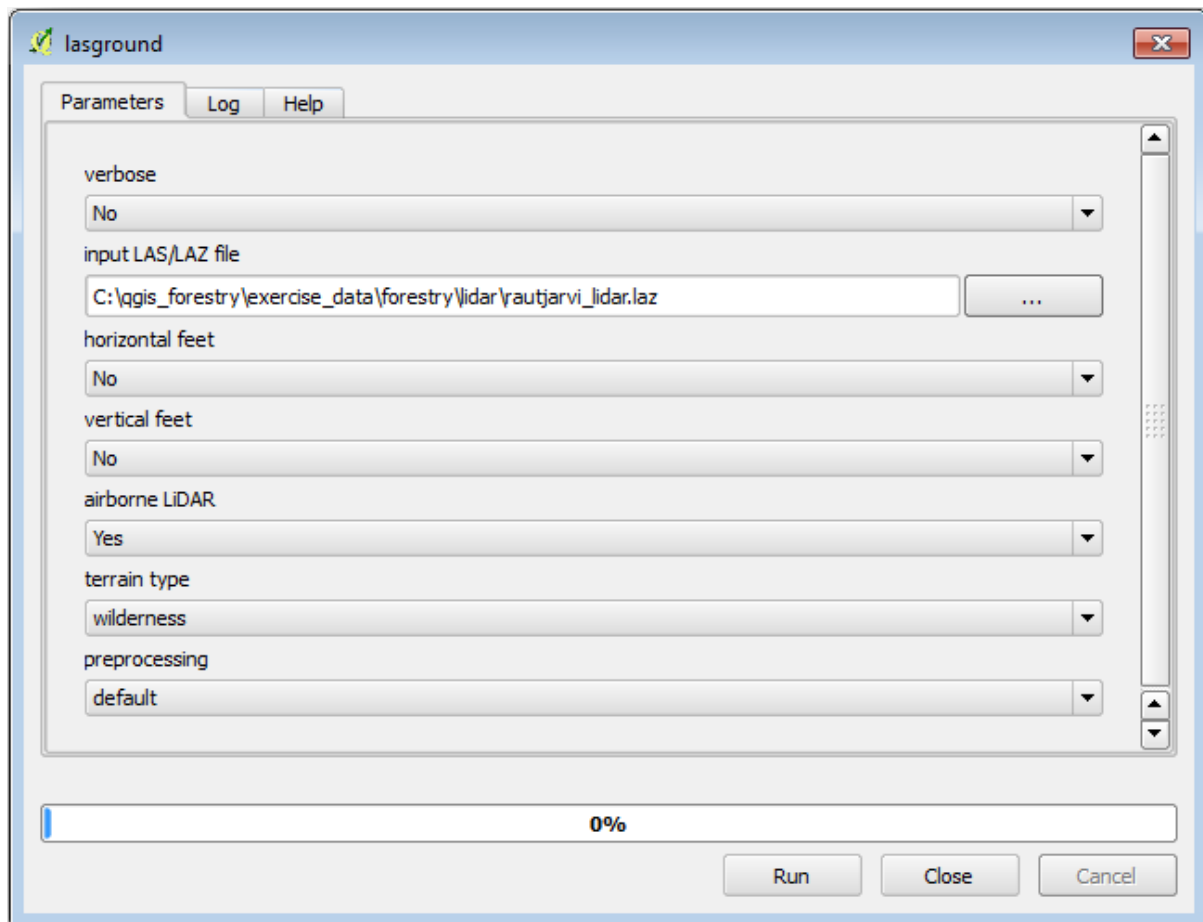 lasground
Parameters Log Help
verbose
No
input LAS/LAZ file
C:\qgis_forestry\exercise_data\forestry\lidar\rautjarvi_lidar.laz ...
horizontal feet
No
vertical feet
No
airborne LiDAR
Yes
terrain type
wilderness
preprocessing
default
0%
Run Close Cancel